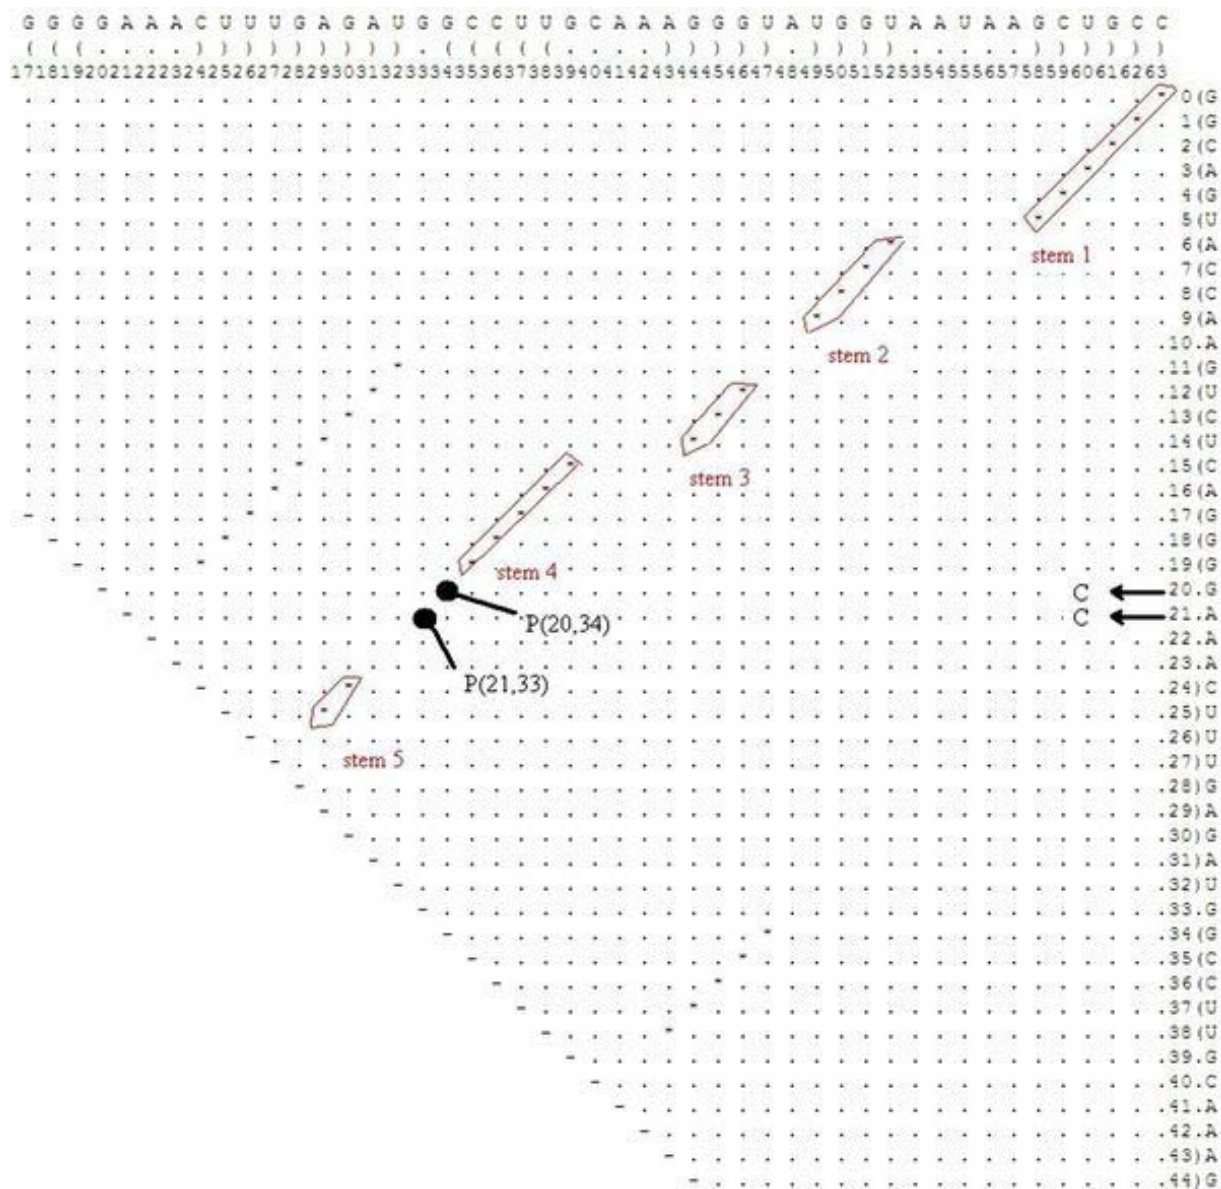 G G G G A A A C U U U G A G A U G G C C U U G C A A A G G G U A U G G U A A U A A G C U G C C
( ( ( . . . . ) ) ) ) ) ) ) ) ) . ( ( ( ( ( . . . . ) ) ) ) ) . ) ) ) ) . . . . . ) ) ) ) ) )
1718192021222324252627282930313233343536373839404142434445464748495051525354555657585960616263
0(G
1(G
2(C
3(A
4(G
5(U
stem 1
6(A
7(C
8(C
9(A
stem 2
10.A
11(G
12(U
13(C
14(U
stem 3
15(C
16(A
17(G
18(G
19(G
stem 4
C 20.G
C 21.A
P(20,34)
22.A
23.A
P(21,33)
24)C
25)U
26)U
stem 5
27)U
28)G
29)A
30)G
31)A
32)U
33.G
34(G
35(C
36(C
37(U
38(U
39.G
40.C
41.A
42.A
43)A
44)G